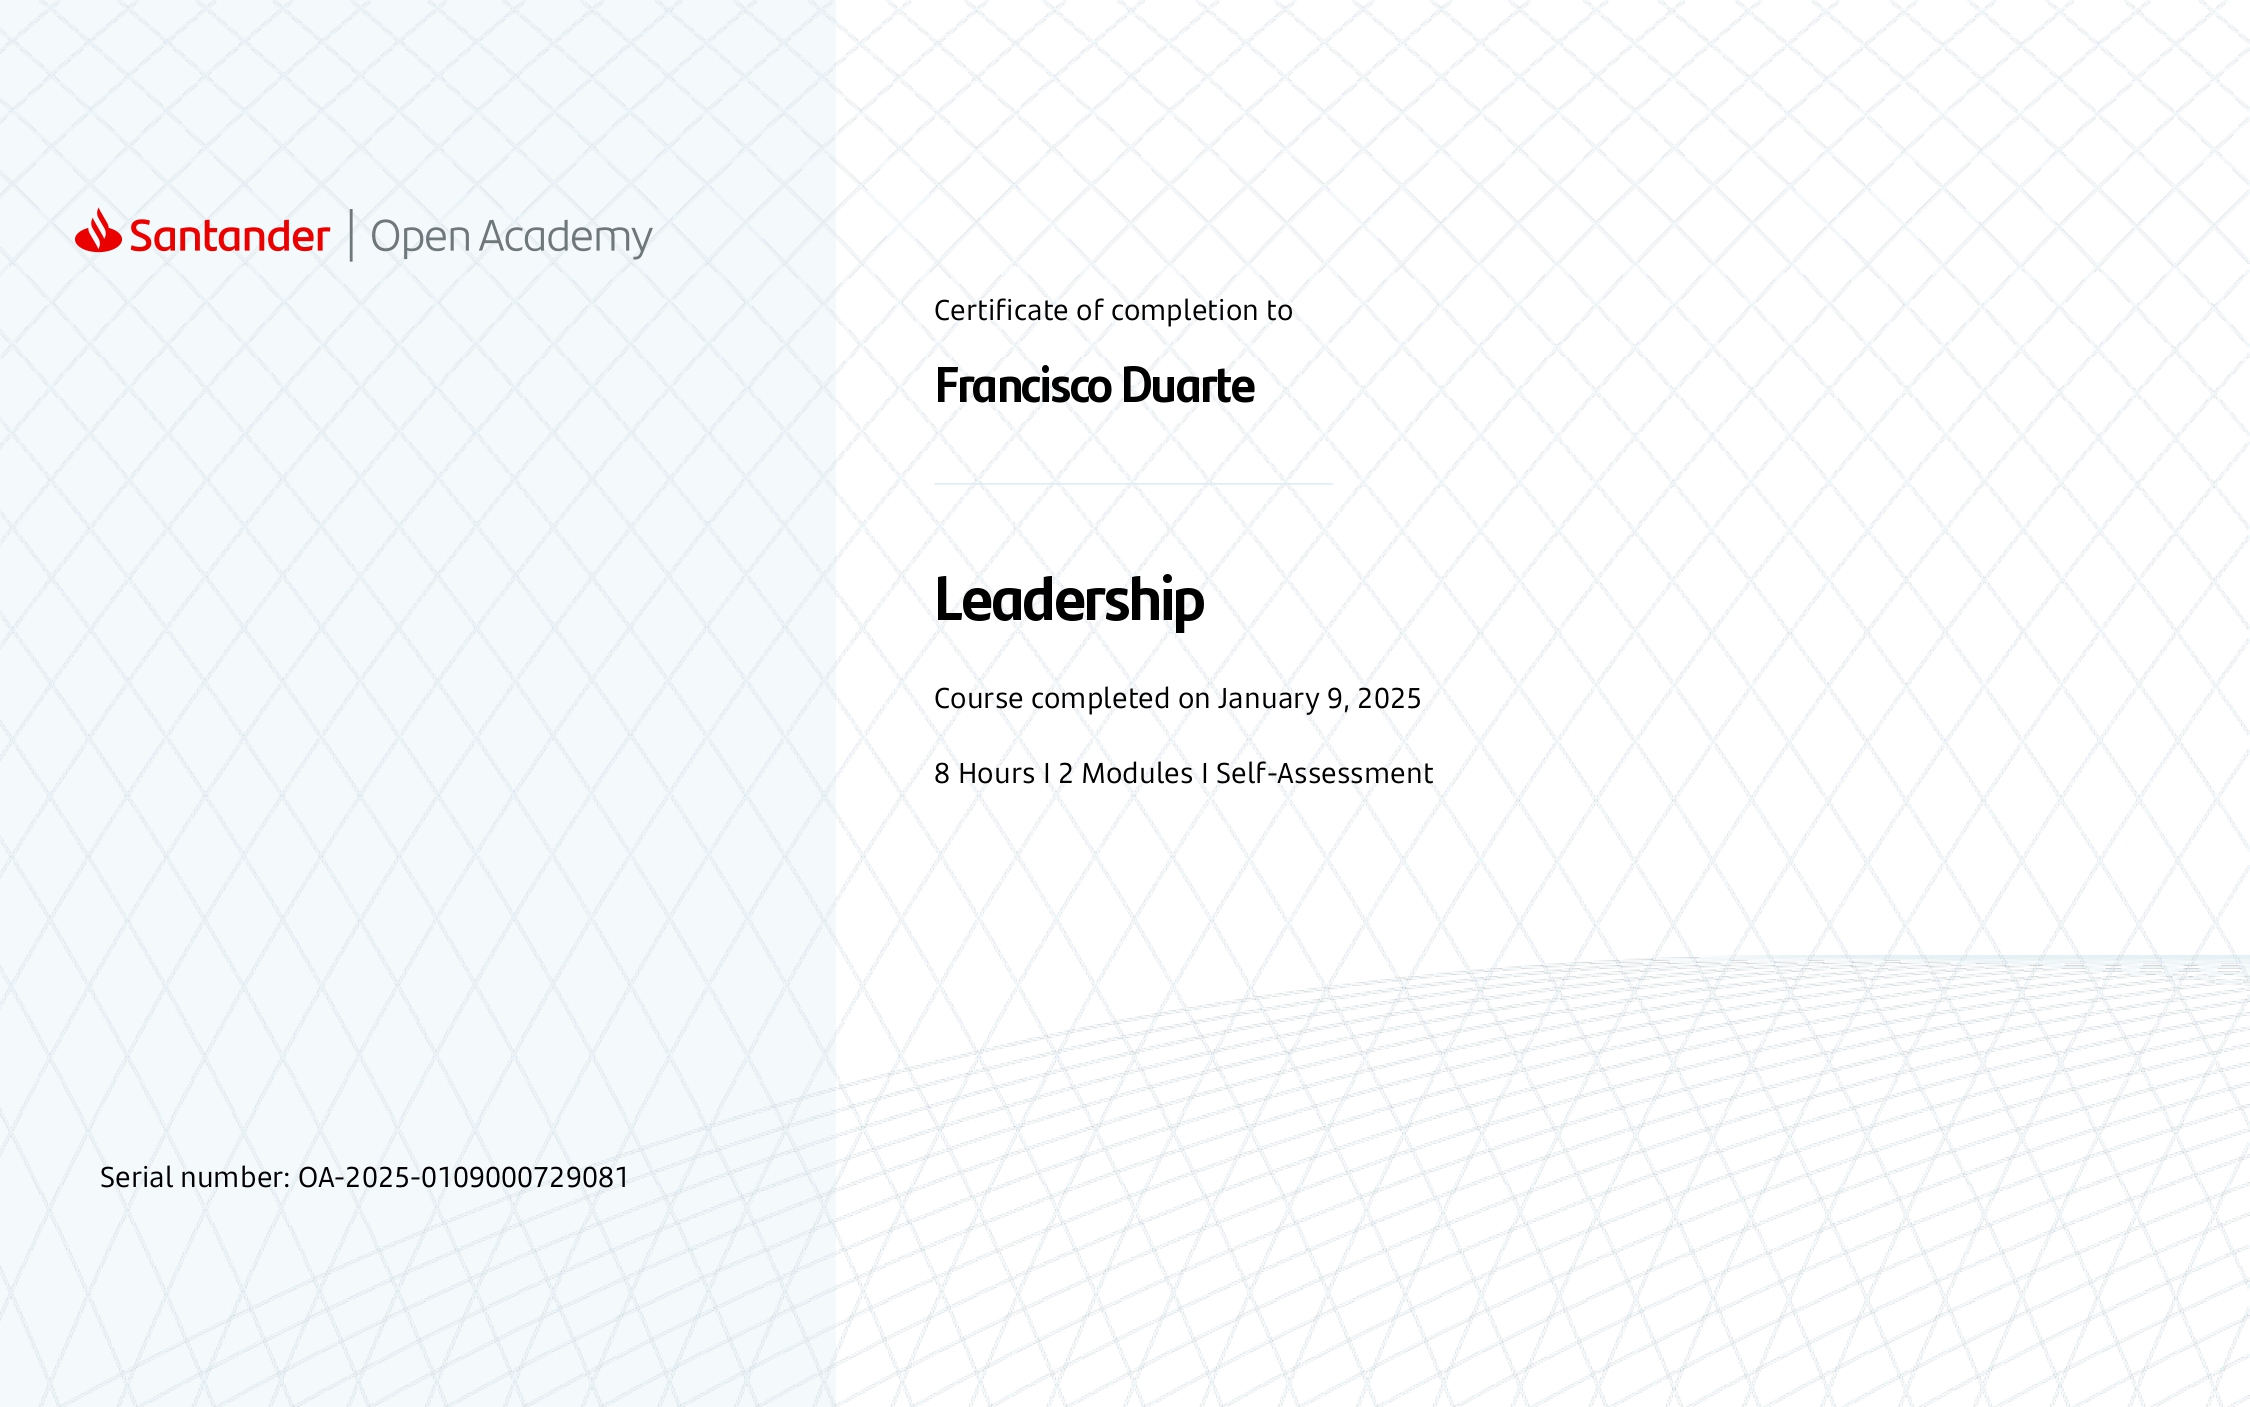 Santander | Open Academy
Certificate of completion to
Francisco Duarte
Leadership
Course completed on January 9, 2025
8 Hours I 2 Modules I Self-Assessment
Serial number: OA-2025-0109000729081